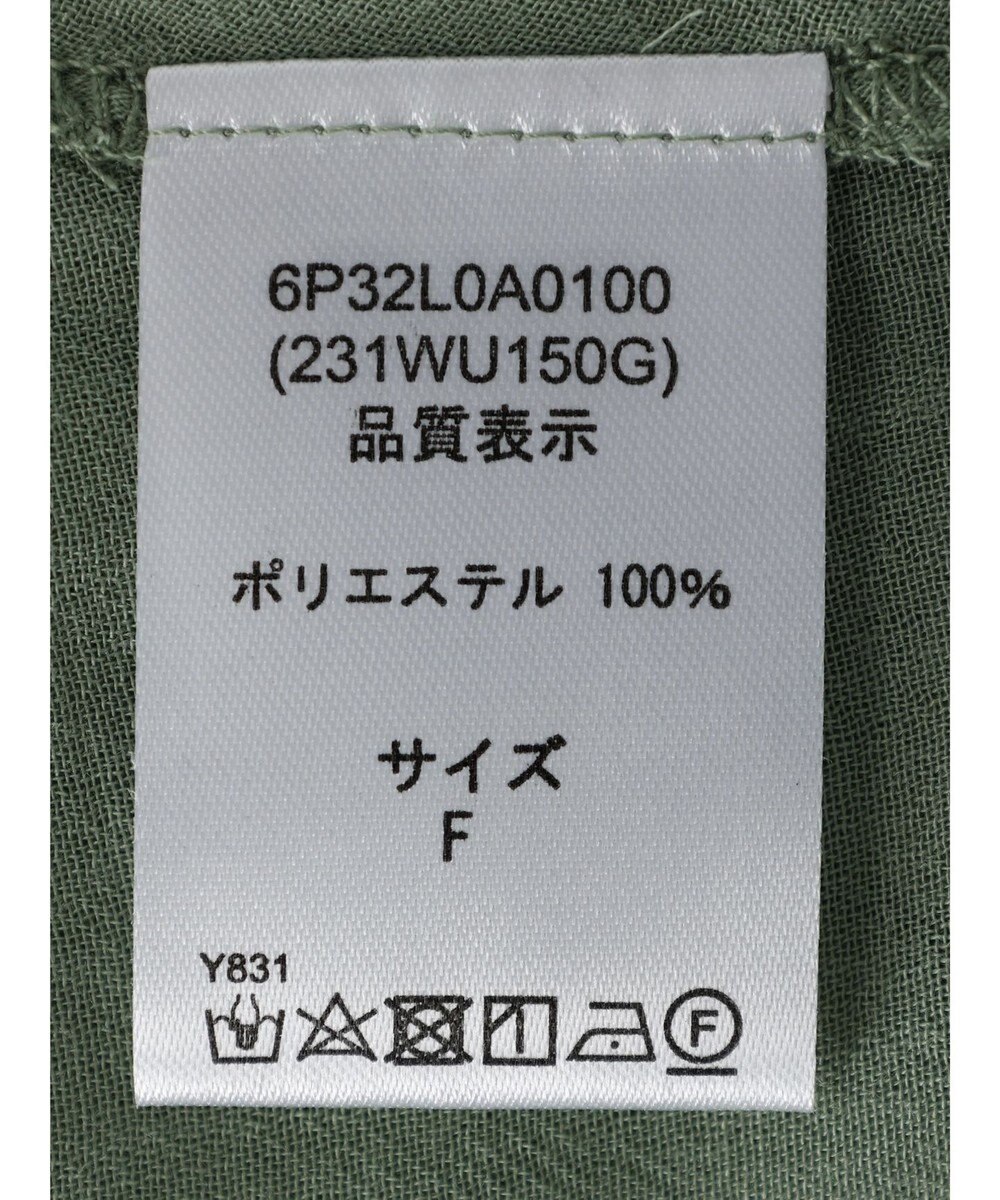 6P32L0A0100
(231WU150G)
品質表示
ポリエステル 100%
サイズ
F
Y831
F